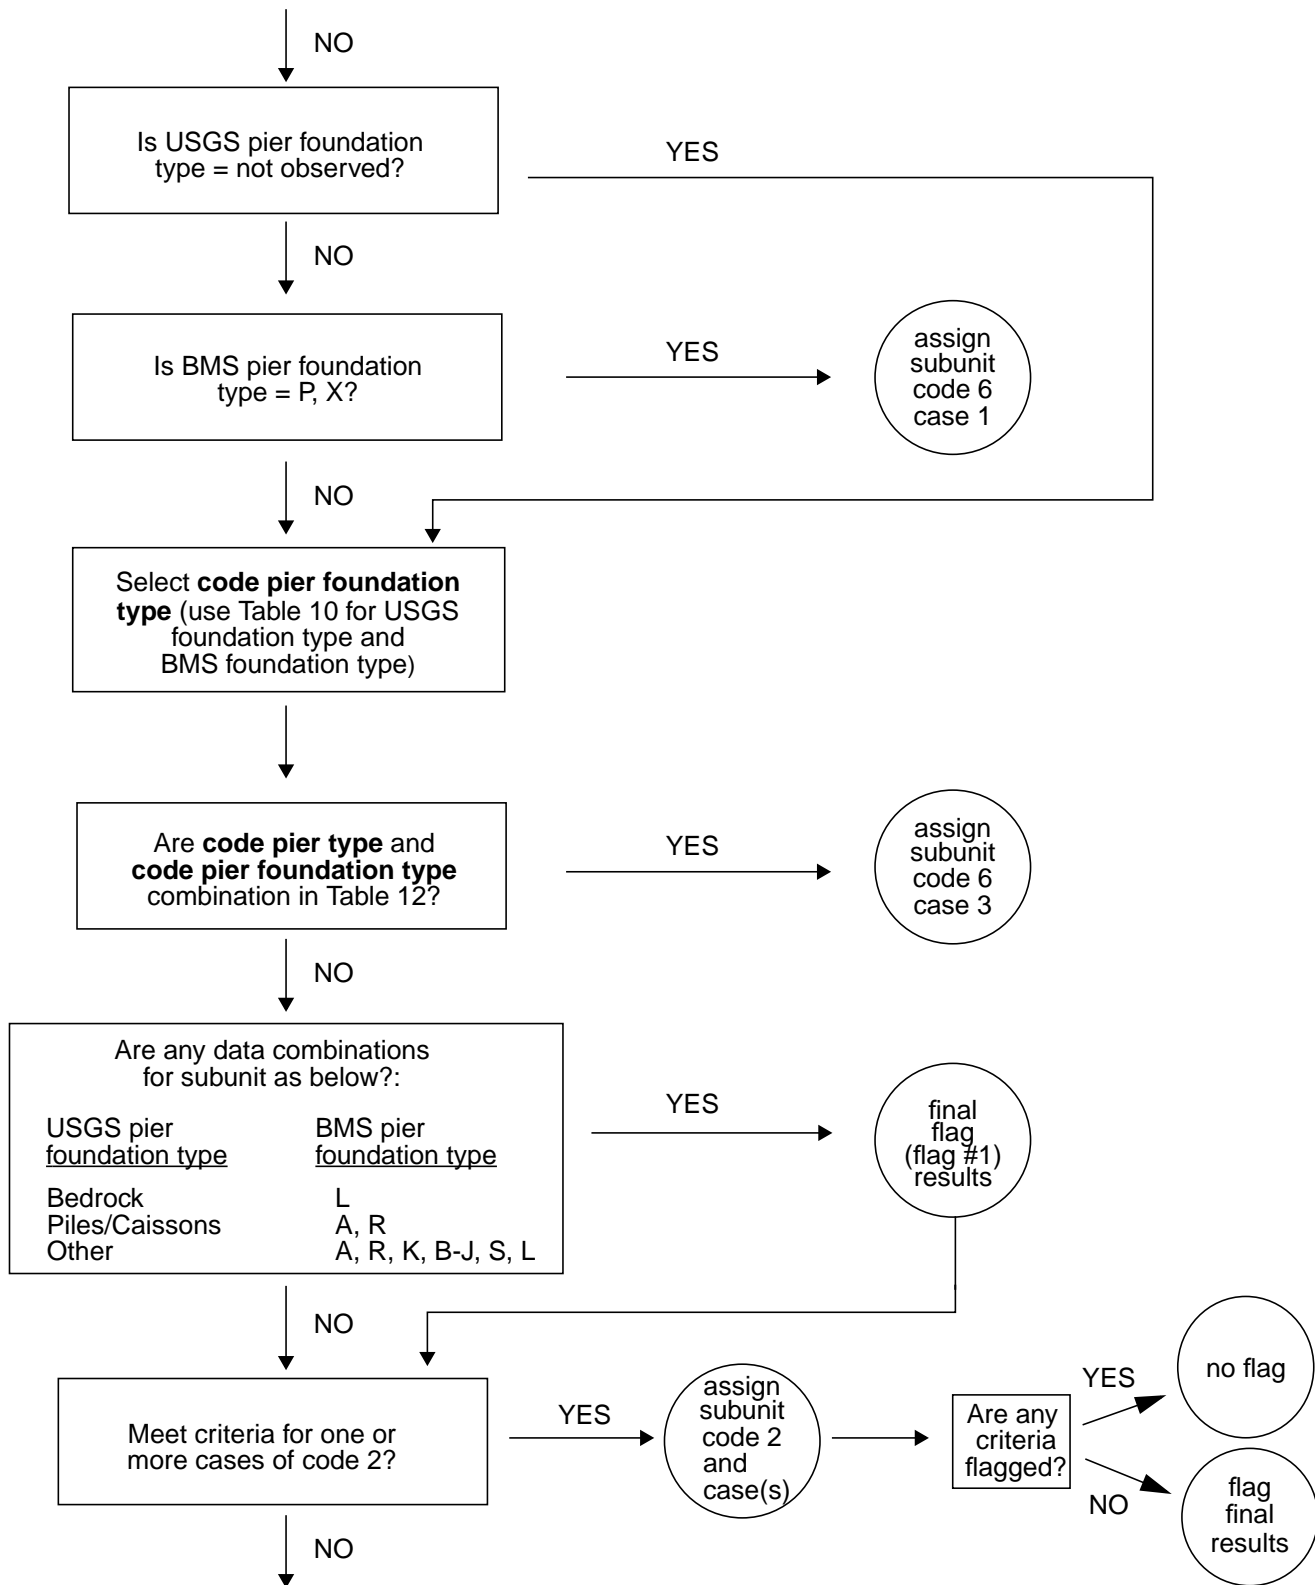 NO
Is USGS pier foundation
type = not observed?
YES
NO
Is BMS pier foundation
type = P, X?
YES
assign
subunit
code 6
case 1
NO
Select code pier foundation
type (use Table 10 for USGS
foundation type and
BMS foundation type)
Are code pier type and
code pier foundation type
combination in Table 12?
YES
assign
subunit
code 6
case 3
NO
Are any data combinations
for subunit as below?:
USGS pier
foundation type
BMS pier
foundation type
Bedrock L
Piles/Caissons A, R
Other A, R, K, B-J, S, L
YES
final
flag
(flag #1)
results
NO
Meet criteria for one or
more cases of code 2?
YES
assign
subunit
code 2
and
case(s)
Are any
criteria
flagged?
YES
no flag
NO
flag
final
results
NO